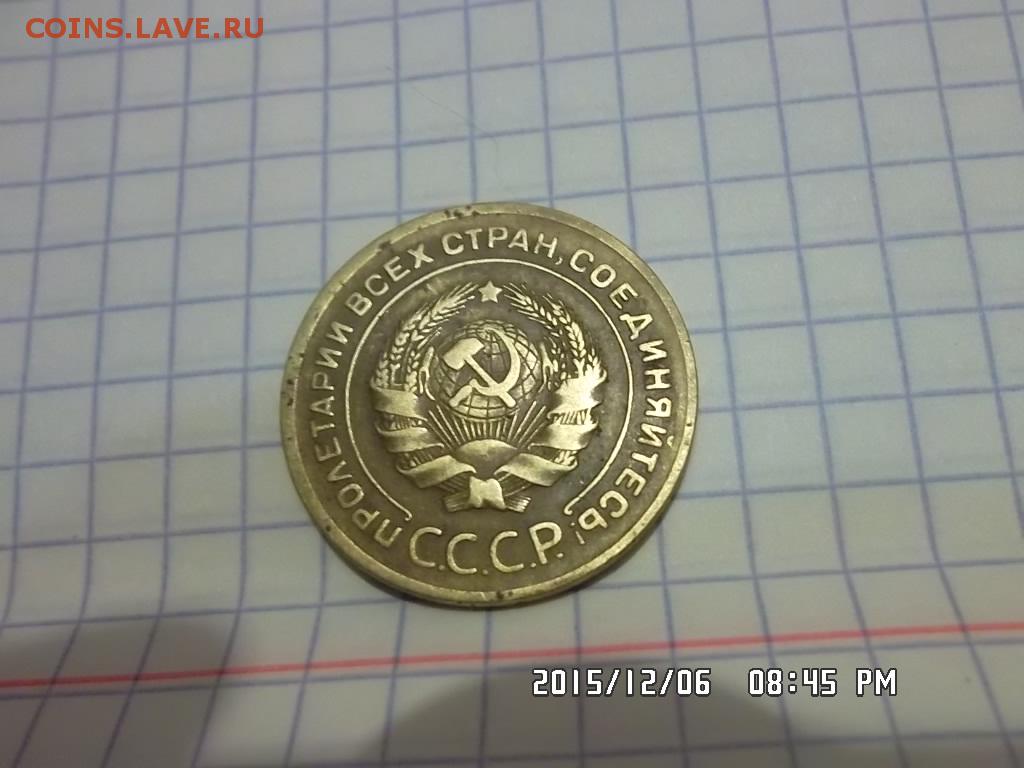 COINS.LAVE.RU
ПРОЛЕТАРИИ ВСЕХ СТРАН, СОЕДИНЯЙТЕСЬ!
С.С.С.Р.
2015/12/06 08:45 PM